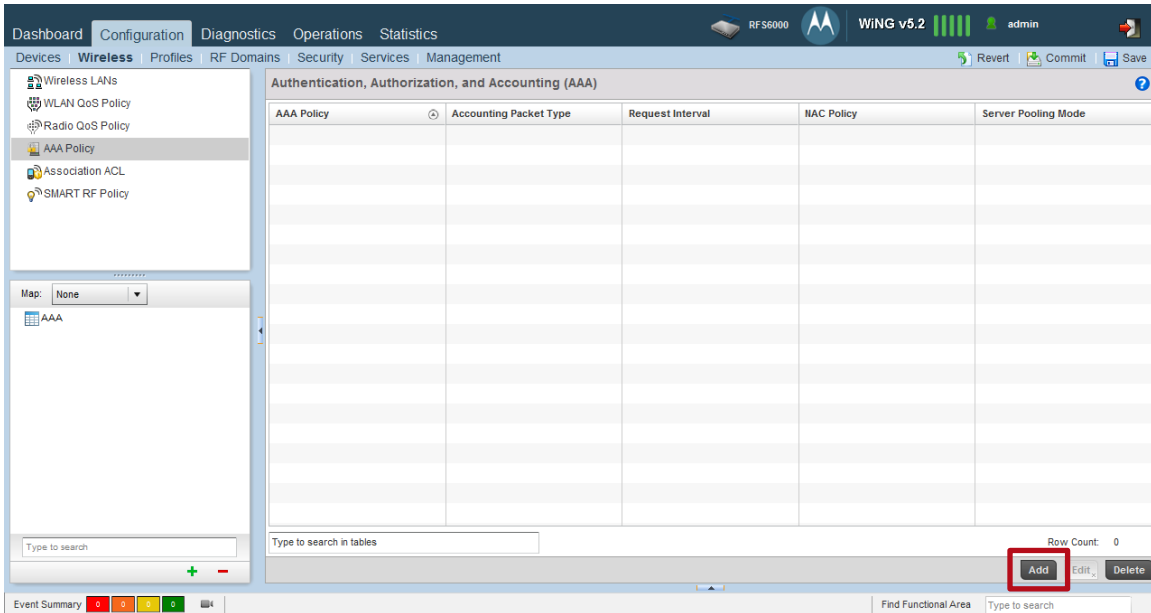 Dashboard Configuration Diagnostics Operations Statistics RFS6000 WiNG v5.2 admin
Devices Wireless Profiles RF Domains Security Services Management Revert Commit Save
Wireless LANs
WLAN QoS Policy
Radio QoS Policy
AAA Policy
Association ACL
SMART RF Policy
Map: None
AAA
Type to search
Authentication, Authorization, and Accounting (AAA) ?
AAA Policy Accounting Packet Type Request Interval NAC Policy Server Pooling Mode
Type to search in tables Row Count: 0
Add Edit Delete
Event Summary 0 0 0 0 Find Functional Area Type to search